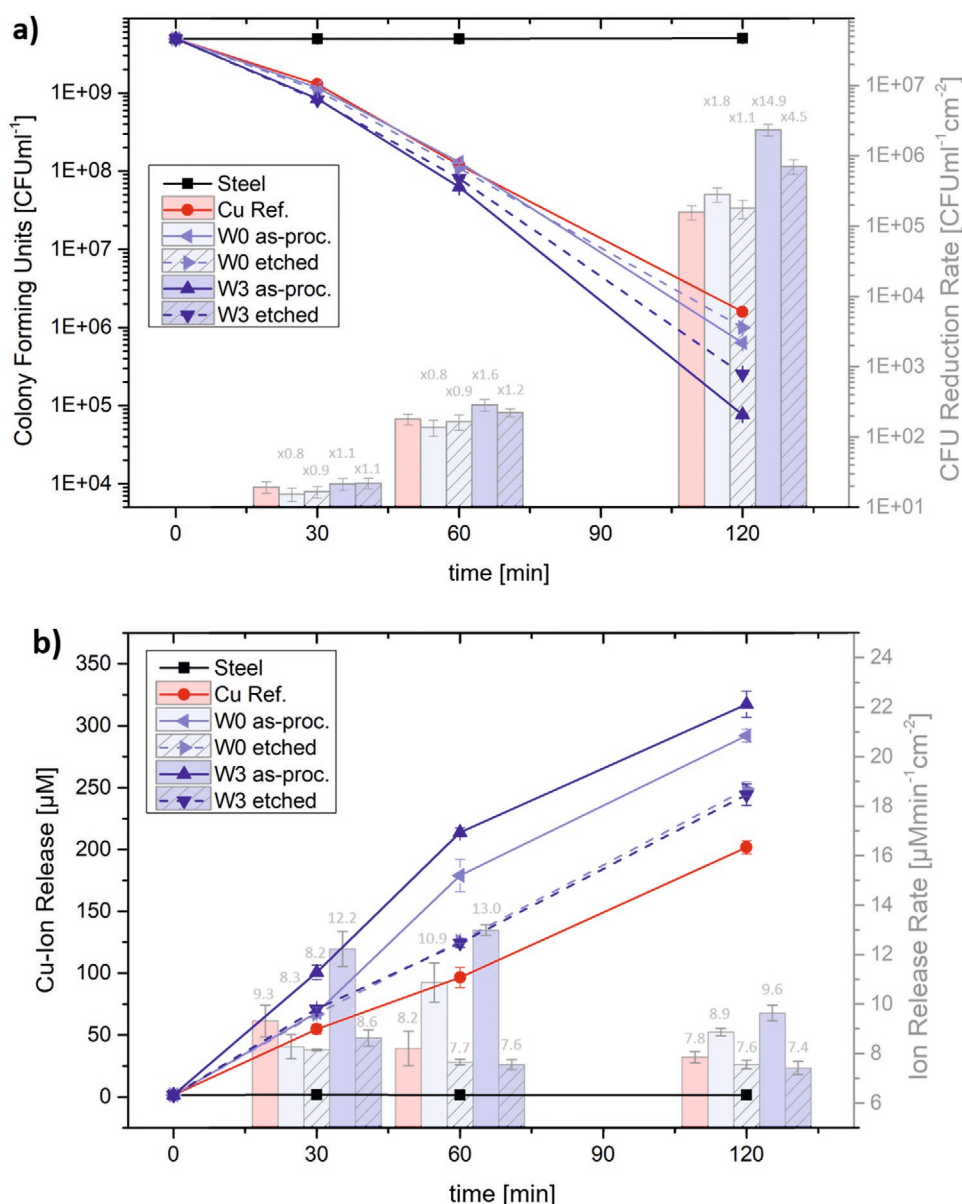 a)
Colony Forming Units [CFUml⁻¹]
1E+09
1E+08
1E+07
1E+06
1E+05
1E+04
Steel
Cu Ref.
W0 as-proc.
W0 etched
W3 as-proc.
W3 etched
x0.8
x0.9
x1.1
x1.1
x0.8
x0.9
x1.6
x1.2
x1.8
x1.1
x14.9
x4.5
1E+07
1E+06
1E+05
1E+04
1E+03
1E+02
1E+01
CFU Reduction Rate [CFUml⁻¹cm⁻²]
0 30 60 90 120
time [min]
b)
Cu-Ion Release [µM]
350
300
250
200
150
100
50
0
Steel
Cu Ref.
W0 as-proc.
W0 etched
W3 as-proc.
W3 etched
9.3
8.3
8.2
12.2
8.6
8.2
10.9
7.7
13.0
7.6
7.8
8.9
7.6
9.6
7.4
24
22
20
18
16
14
12
10
8
6
Ion Release Rate [µMmin⁻¹cm⁻²]
0 30 60 90 120
time [min]